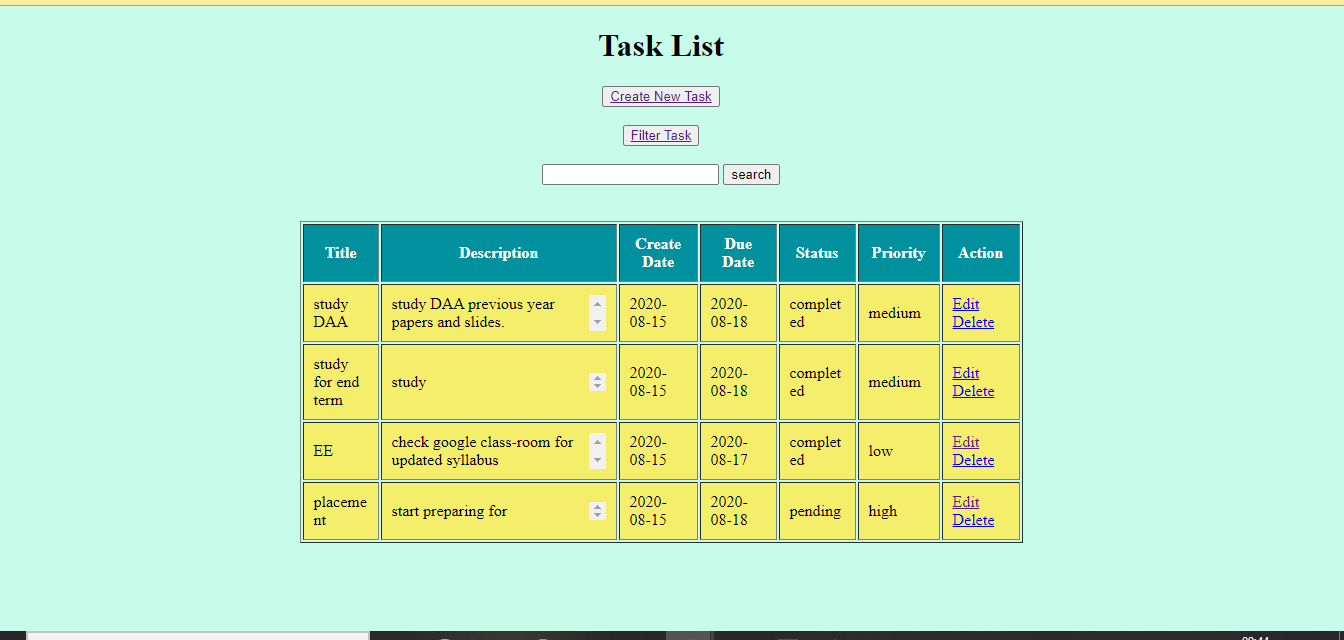 Task List
Create New Task
Filter Task
search
Title Description Create Date Due Date Status Priority Action
study DAA study DAA previous year papers and slides. 2020-08-15 2020-08-18 completed medium Edit Delete
study for end term study 2020-08-15 2020-08-18 completed medium Edit Delete
EE check google class-room for updated syllabus 2020-08-15 2020-08-17 completed low Edit Delete
placement start preparing for 2020-08-15 2020-08-18 pending high Edit Delete